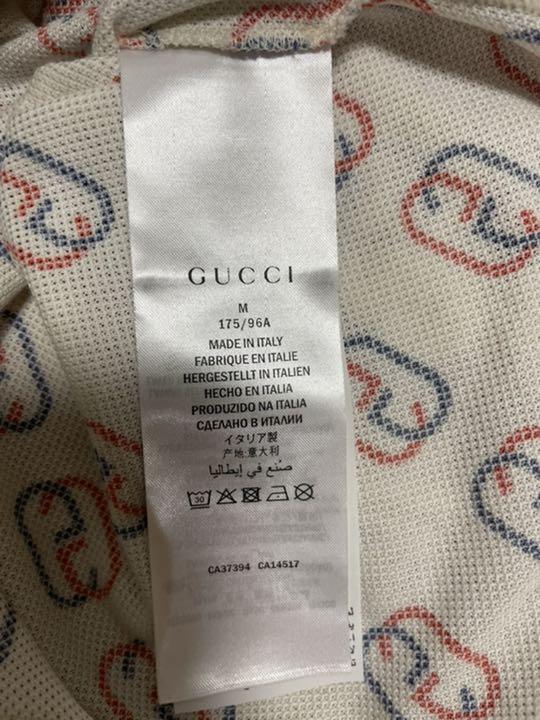 GUCCI
M
175/96A
MADE IN ITALY
FABRIQUE EN ITALIE
HERGESTELLT IN ITALIEN
HECHO EN ITALIA
PRODUZIDO NA ITALIA
СДЕЛАНО В ИТАЛИИ
イタリア製
产地:意大利
صنع في إيطاليا
30
CA37394 CA14517